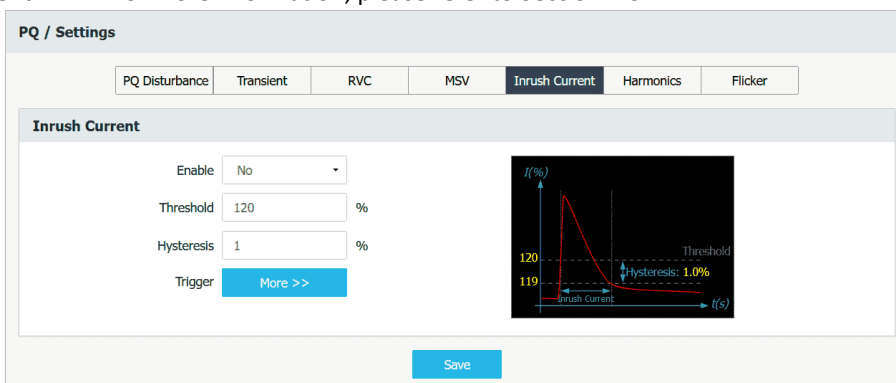 PQ / Settings
PQ Disturbance Transient RVC MSV Inrush Current Harmonics Flicker
Inrush Current
Enable No
Threshold 120 %
Hysteresis 1 %
Trigger More >>
I(%)
Threshold
120
Hysteresis: 1.0%
119
Inrush Current
t(s)
Save